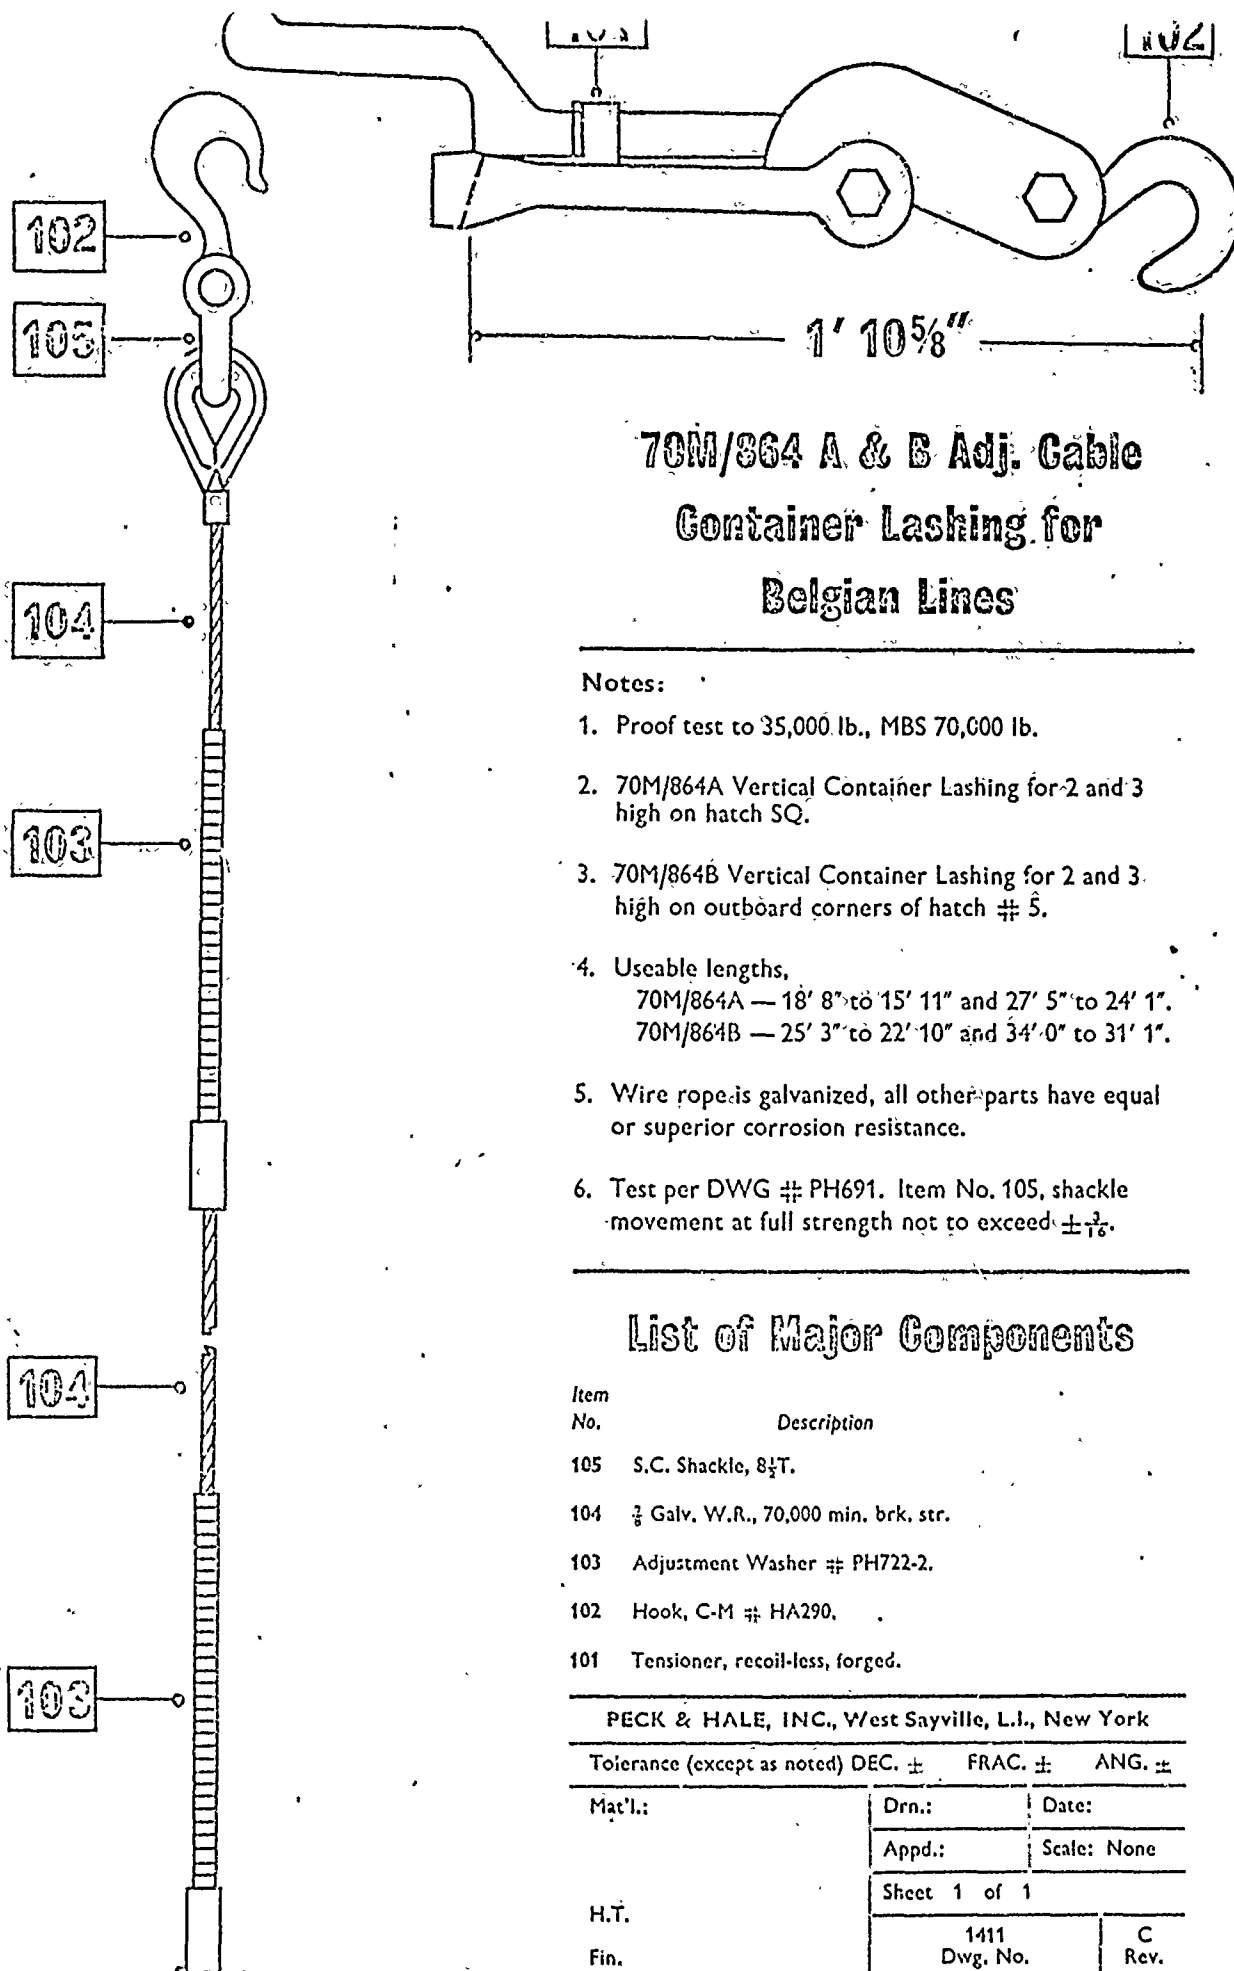 102
102
105
1′ 10⅝″
70M/864 A & B Adj. Cable
Container Lashing for
Belgian Lines
104
Notes:
1. Proof test to 35,000 lb., MBS 70,000 lb.
2. 70M/864A Vertical Container Lashing for 2 and 3
high on hatch SQ.
103
3. 70M/864B Vertical Container Lashing for 2 and 3
high on outboard corners of hatch # 5.
4. Useable lengths,
70M/864A — 18′ 8″ to 15′ 11″ and 27′ 5″ to 24′ 1″.
70M/864B — 25′ 3″ to 22′ 10″ and 34′ 0″ to 31′ 1″.
5. Wire rope is galvanized, all other parts have equal
or superior corrosion resistance.
6. Test per DWG # PH691. Item No. 105, shackle
movement at full strength not to exceed ± 3/16.
List of Major Components
104
Item
No. Description
105 S.C. Shackle, 8½T.
104 Galv. W.R., 70,000 min. brk. str.
103 Adjustment Washer # PH722-2.
102 Hook, C-M # HA290.
101 Tensioner, recoil-less, forged.
103
PECK & HALE, INC., West Sayville, L.I., New York
Tolerance (except as noted) DEC. ± FRAC. ± ANG. ±
Mat'l.: Drn.: Date:
Appd.: Scale: None
Sheet 1 of 1
H.T.
1411 C
Fin. Dwg. No. Rev.